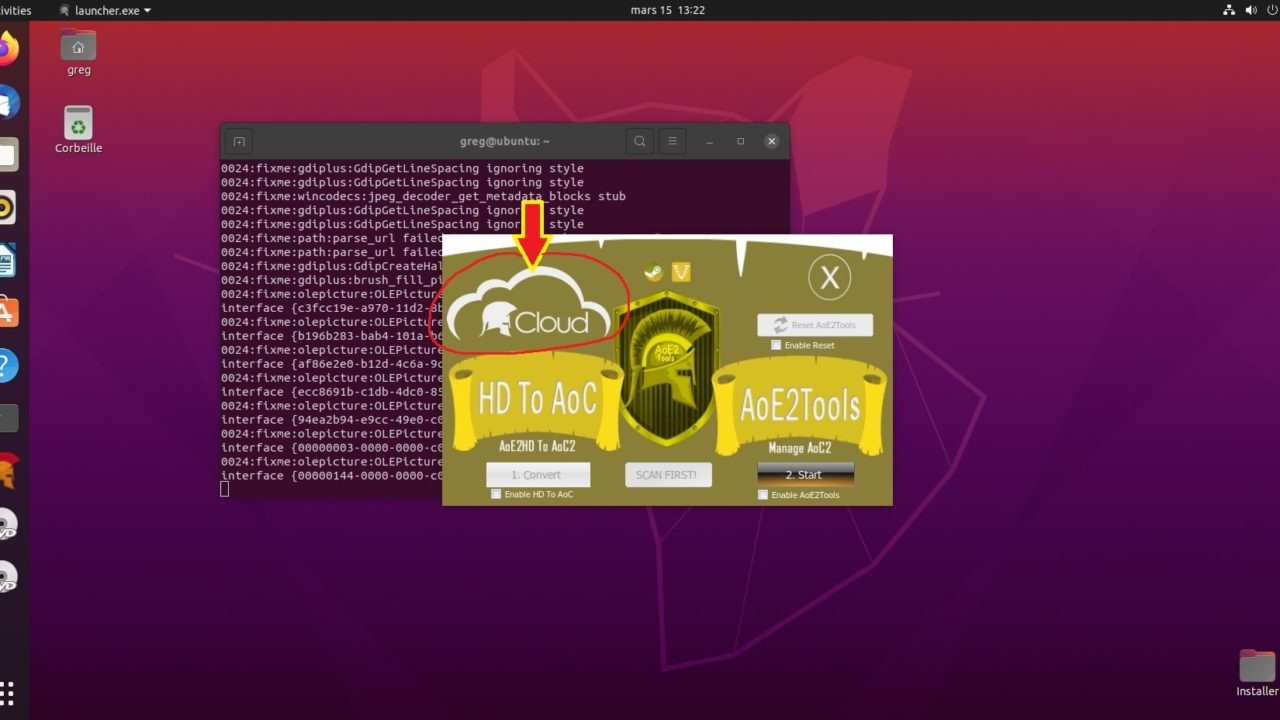 ivities
launcher.exe
mars 15 13:22
greg
Corbeille
greg@ubuntu: ~
0024:fixme:gdiplus:GdipGetLineSpacing ignoring style
0024:fixme:gdiplus:GdipGetLineSpacing ignoring style
0024:fixme:wincodecs:jpeg_decoder_get_metadata_blocks stub
0024:fixme:gdiplus:GdipGetLineSpacing ignoring style
0024:fixme:gdiplus:GdipGetLineSpacing ignor style
0024:fixme:path:parse_url failed
0024:fixme:path:parse_url failed
0024:fixme:gdiplus:GdipCreateHal
0024:fixme:gdiplus:brush_fill_pi
0024:fixme:olepicture:OLEPicture
interface {c3fcc19e-a970-11d2-8b
0024:fixme:olepicture:OLEPicture
interface {b196b283-bab4-101a-b6
0024:fixme:olepicture:OLEPicture
interface {af86e2e0-b12d-4c6a-9c
0024:fixme:olepicture:OLEPicture
interface {ecc8691b-c1db-4dc0-85
0024:fixme:olepicture:OLEPicture
interface {94ea2b94-e9cc-49e0-c0
0024:fixme:olepicture:OLEPicture
interface {00000003-0000-0000-c0
0024:fixme:olepicture:OLEPicture
interface {00000144-0000-0000-c0
Cloud
X
Reset AoE2Tools
Enable Reset
AoE2
Tools
HD To AoC
AoE2HD To AoC2
1. Convert
Enable HD To AoC
SCAN FIRST!
AoE2Tools
Manage AoC2
2. Start
Enable AoE2Tools
Installer